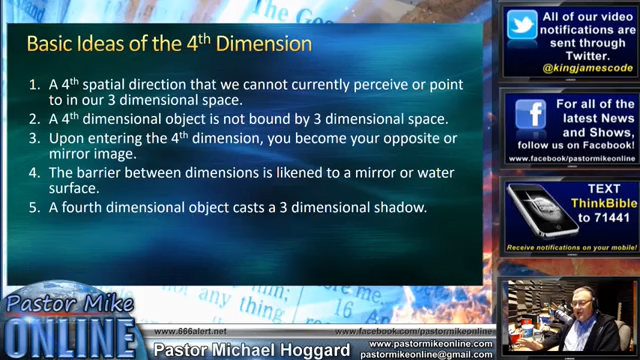 Basic Ideas of the 4th Dimension
1. A 4th spatial direction that we cannot currently perceive or point
to in our 3 dimensional space.
2. A 4th dimensional object is not bound by 3 dimensional space.
3. Upon entering the 4th dimension, you become your opposite or
mirror image.
4. The barrier between dimensions is likened to a mirror or water
surface.
5. A fourth dimensional object casts a 3 dimensional shadow.
not any thing
16
All of our video
notifications are
sent through
Twitter.
@kingjamescode
For all of the
latest News
and Shows,
follow us on Facebook!
www.facebook/pastormikeonline
TEXT
ThinkBible
to 71441
Receive notifications on your mobile!
Pastor Mike
ONLINE
www.666alert.net
www.facebook.com/pastormikeonline
Pastor Michael Hoggard
www.pastormikeonline.com
pastormikeonline@gmail.com